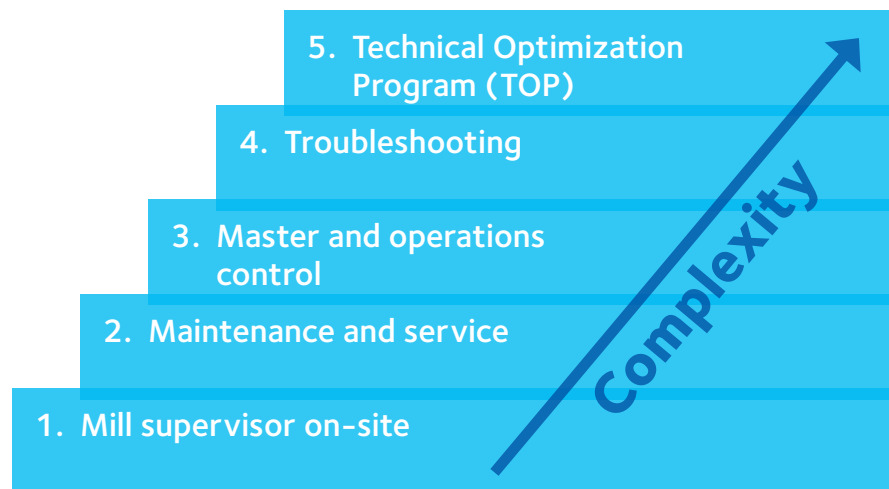 5. Technical Optimization
Program (TOP)
4. Troubleshooting
3. Master and operations
control
2. Maintenance and service
1. Mill supervisor on-site
Complexity